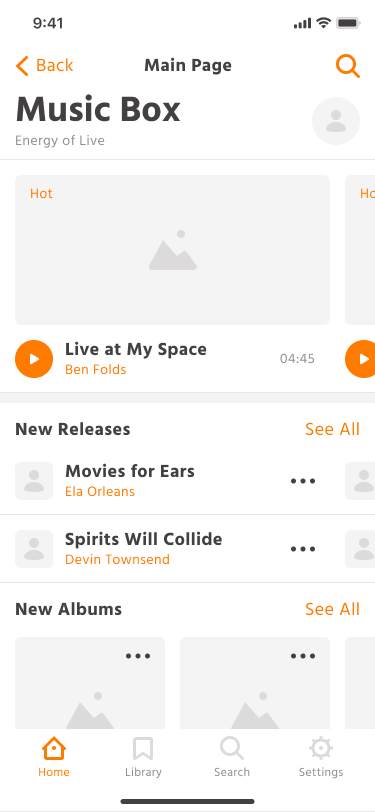 9:41
Back
Main Page
Music Box
Energy of Live
Hot
Live at My Space
Ben Folds
04:45
New Releases
See All
Movies for Ears
Ela Orleans
Spirits Will Collide
Devin Townsend
New Albums
See All
Home
Library
Search
Settings